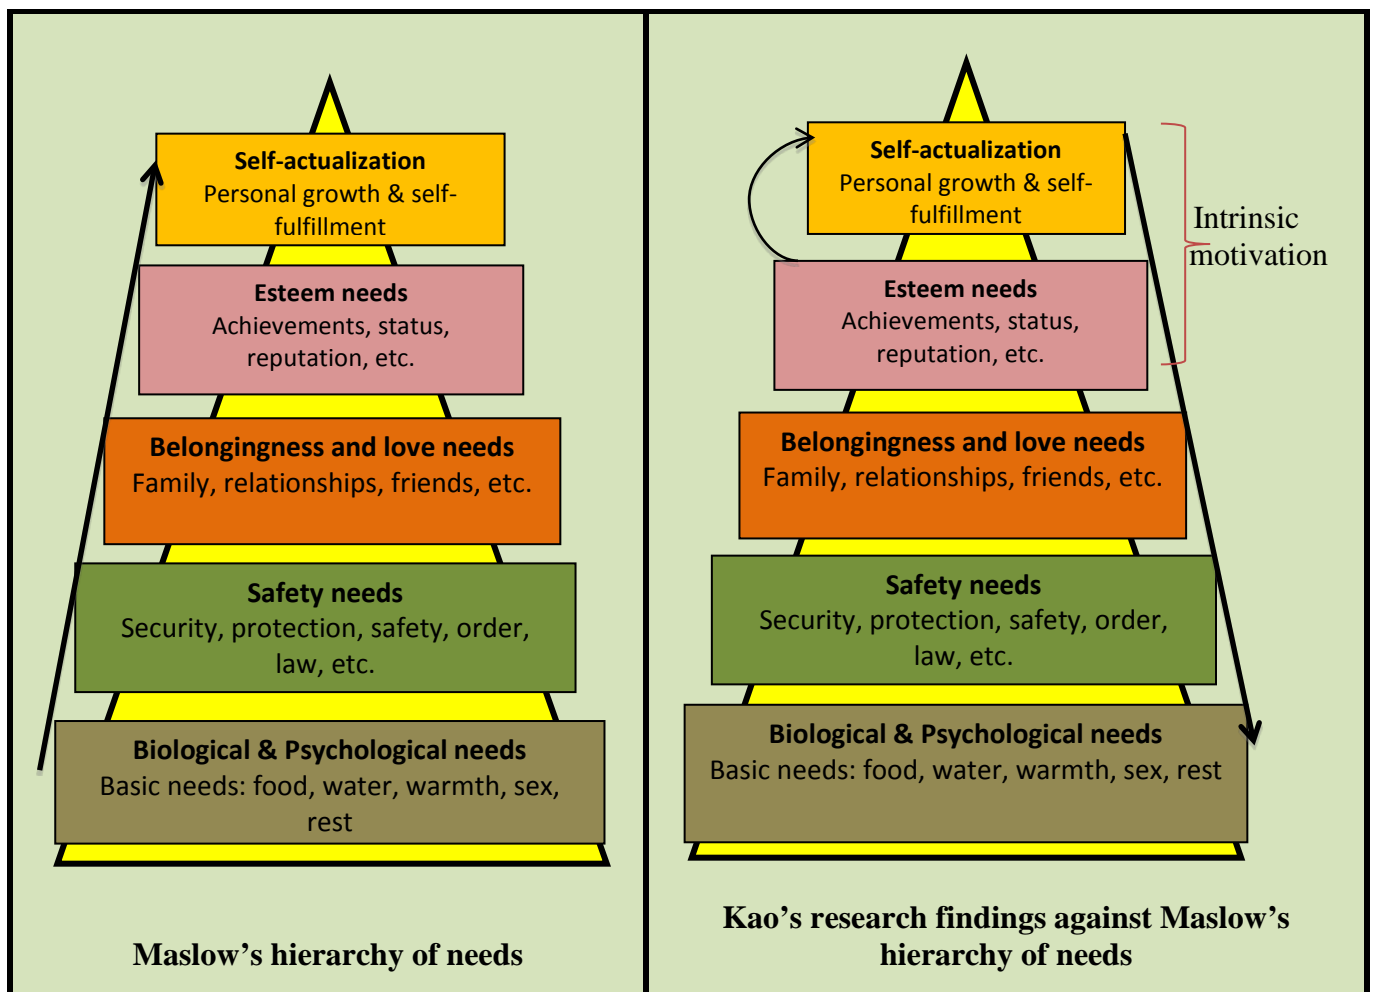 Self-actualization
Personal growth & self-
fulfillment
Esteem needs
Achievements, status,
reputation, etc.
Belongingness and love needs
Family, relationships, friends, etc.
Safety needs
Security, protection, safety, order,
law, etc.
Biological & Psychological needs
Basic needs: food, water, warmth, sex,
rest
Maslow’s hierarchy of needs
Self-actualization
Personal growth & self-
fulfillment
Intrinsic
motivation
Esteem needs
Achievements, status,
reputation, etc.
Belongingness and love needs
Family, relationships, friends, etc.
Safety needs
Security, protection, safety, order,
law, etc.
Biological & Psychological needs
Basic needs: food, water, warmth, sex, rest
Kao’s research findings against Maslow’s
hierarchy of needs